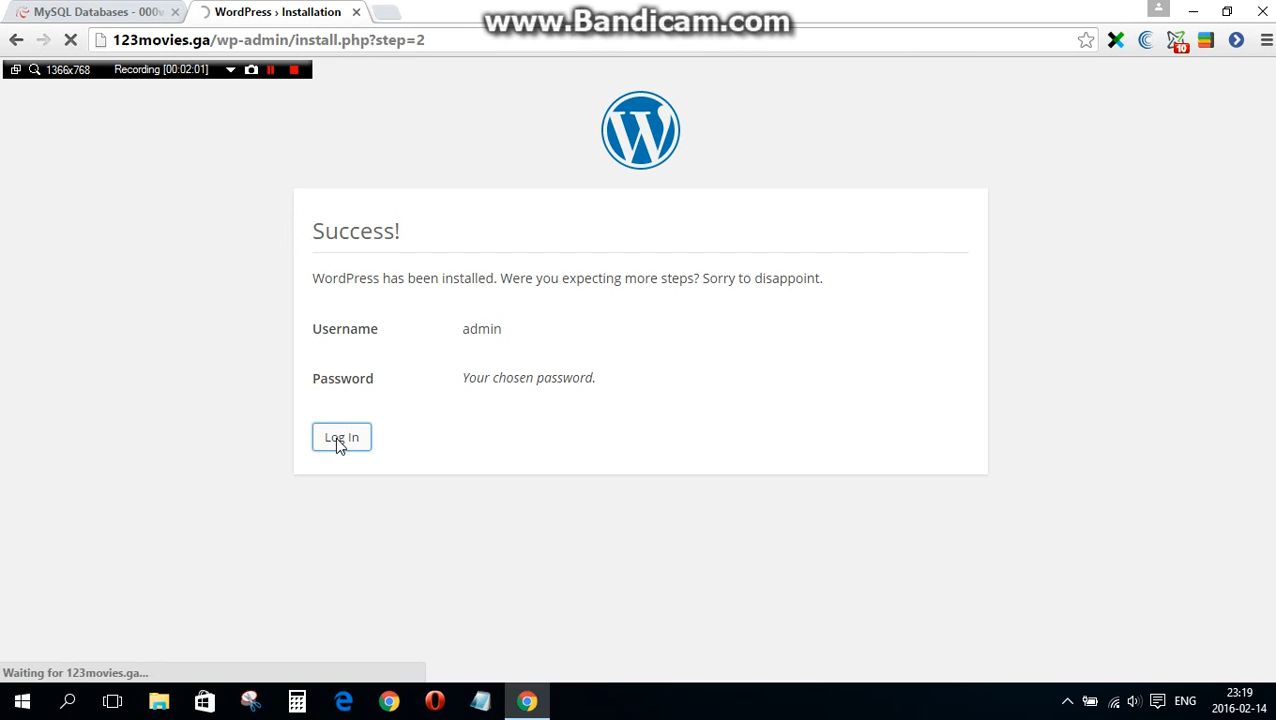 MySQL Databases - 000v
WordPress › Installation
www.Bandicam.com
123movies.ga/wp-admin/install.php?step=2
10
1366x768
Recording [00:02:01]
W
Success!
WordPress has been installed. Were you expecting more steps? Sorry to disappoint.
Username
admin
Password
Your chosen password.
Log In
Waiting for 123movies.ga...
ENG
23:19
2016-02-14